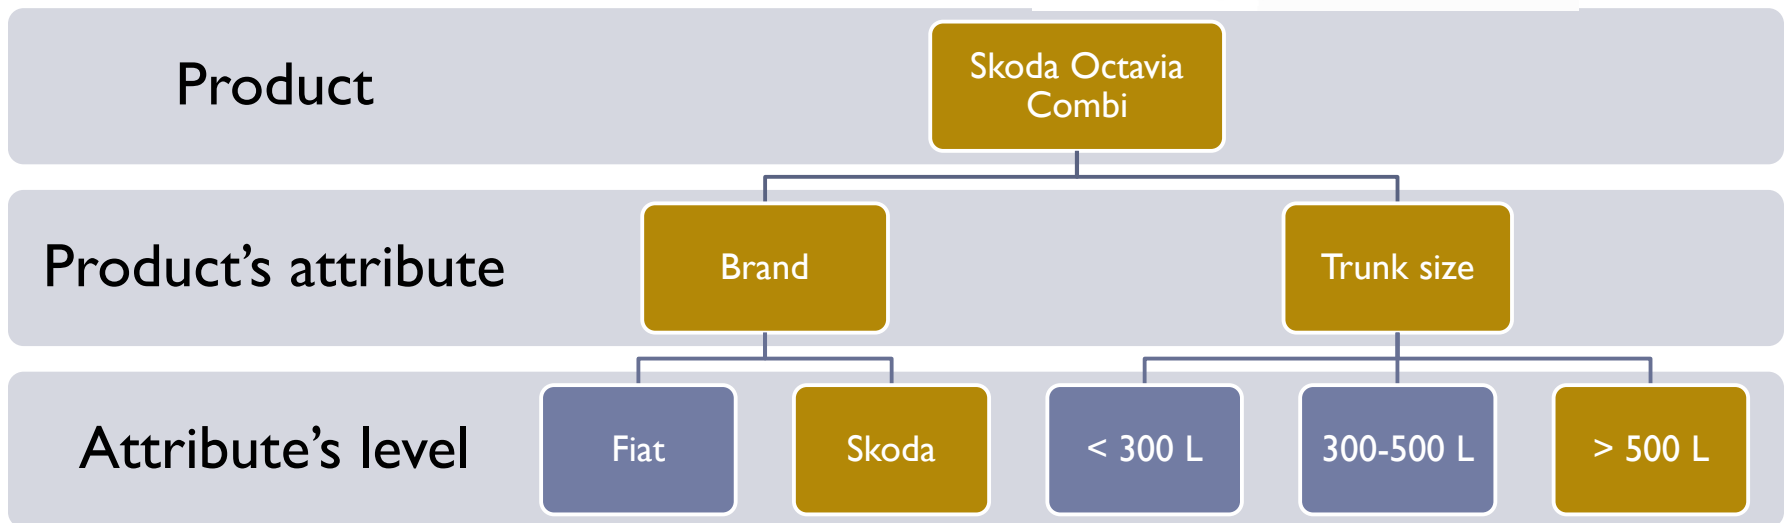 Product
Skoda Octavia
Combi
Product’s attribute
Brand
Trunk size
Attribute’s level
Fiat
Skoda
< 300 L
300-500 L
> 500 L